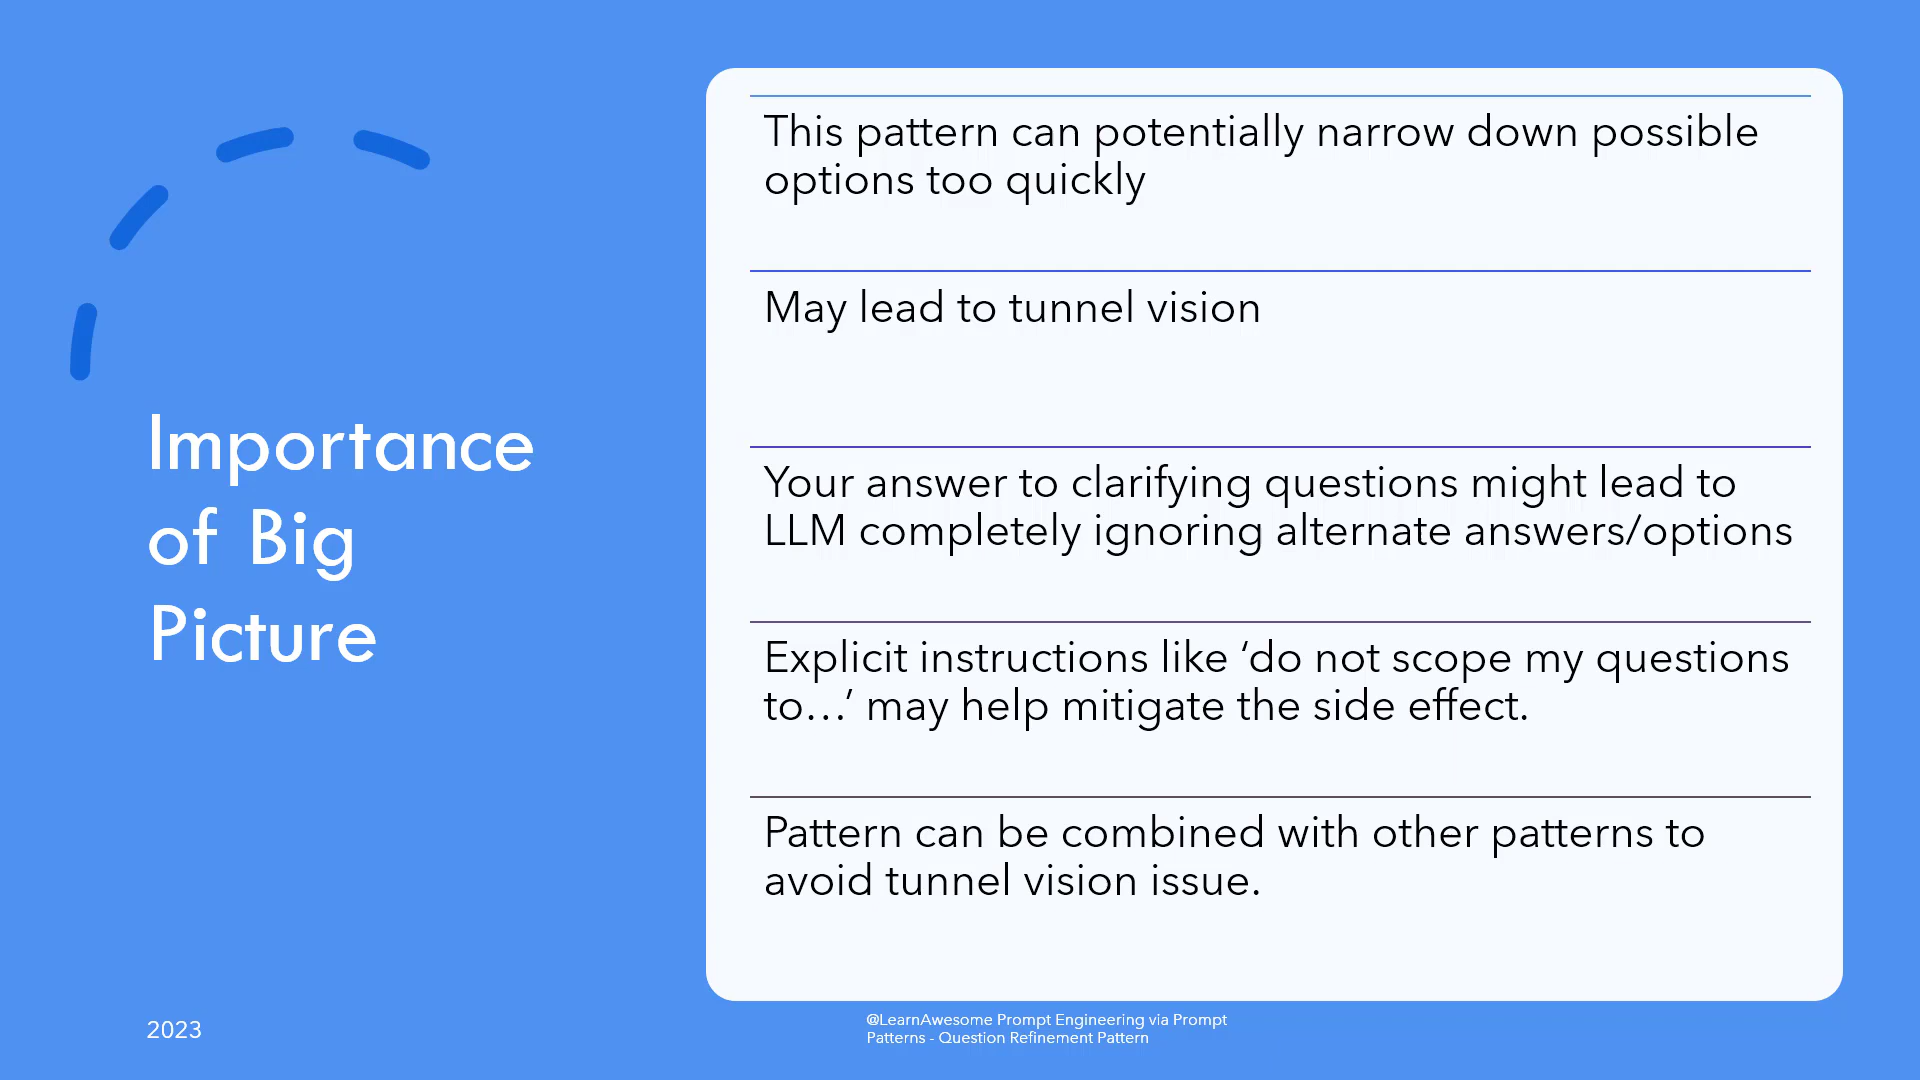 Importance
of Big
Picture
This pattern can potentially narrow down possible
options too quickly
May lead to tunnel vision
Your answer to clarifying questions might lead to
LLM completely ignoring alternate answers/options
Explicit instructions like ‘do not scope my questions
to…’ may help mitigate the side effect.
Pattern can be combined with other patterns to
avoid tunnel vision issue.
2023
@LearnAwesome Prompt Engineering via Prompt
Patterns - Question Refinement Pattern